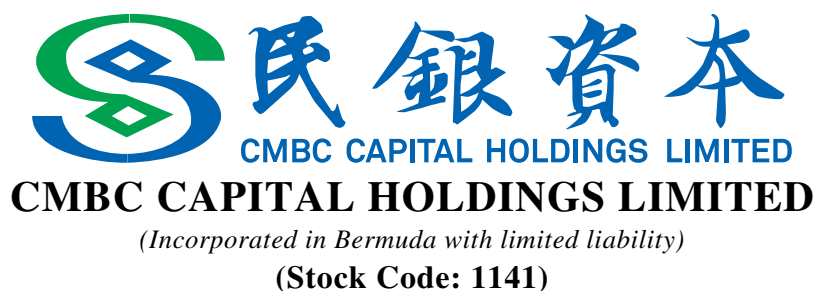 民銀資本
CMBC CAPITAL HOLDINGS LIMITED
CMBC CAPITAL HOLDINGS LIMITED
(Incorporated in Bermuda with limited liability)
(Stock Code: 1141)